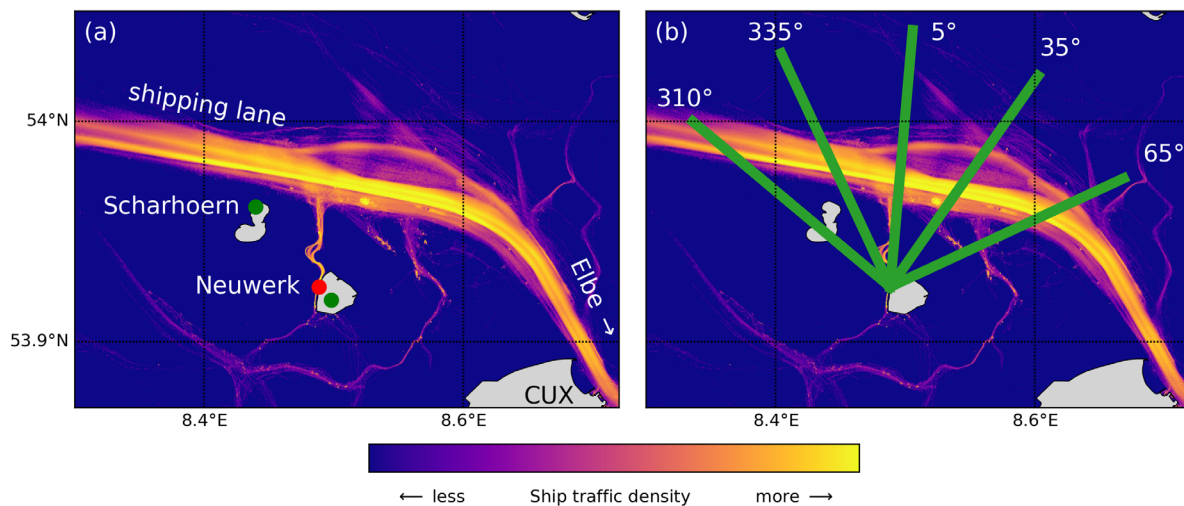 (a)
shipping lane
Scharhoern
Neuwerk
Elbe →
CUX
54°N
53.9°N
8.4°E
8.6°E
(b)
310°
335°
5°
35°
65°
8.4°E
8.6°E
← less Ship traffic density more →